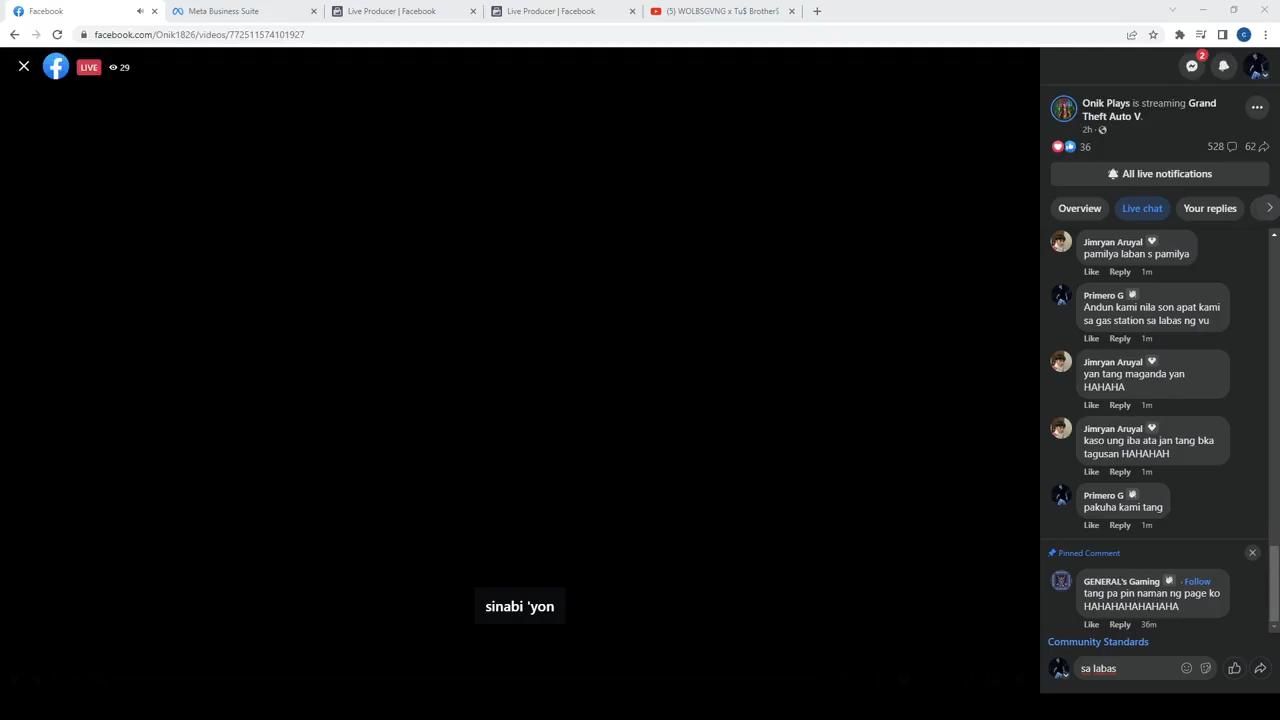 Facebook
Meta Business Suite
Live Producer | Facebook
Live Producer | Facebook
(5) WOLBSGVNG x Tu$ Brother$
facebook.com/Onik1826/videos/772511574101927
C
LIVE
29
2
Onik Plays is streaming Grand
Theft Auto V.
2h ·
36
528
62
All live notifications
Overview
Live chat
Your replies
Jimryan Aruyal
pamilya laban s pamilya
Like Reply 1m
Primero G
Andun kami nila son apat kami
sa gas station sa labas ng vu
Like Reply 1m
Jimryan Aruyal
yan tang maganda yan
HAHAHA
Like Reply 1m
Jimryan Aruyal
kaso ung iba ata jan tang bka
tagusan HAHAHAH
Like Reply 1m
Primero G
pakuha kami tang
Like Reply 1m
Pinned Comment
GENERAL's Gaming · Follow
tang pa pin naman ng page ko
HAHAHAHAHAHAHA
Like Reply 36m
Community Standards
sa labas
sinabi 'yon